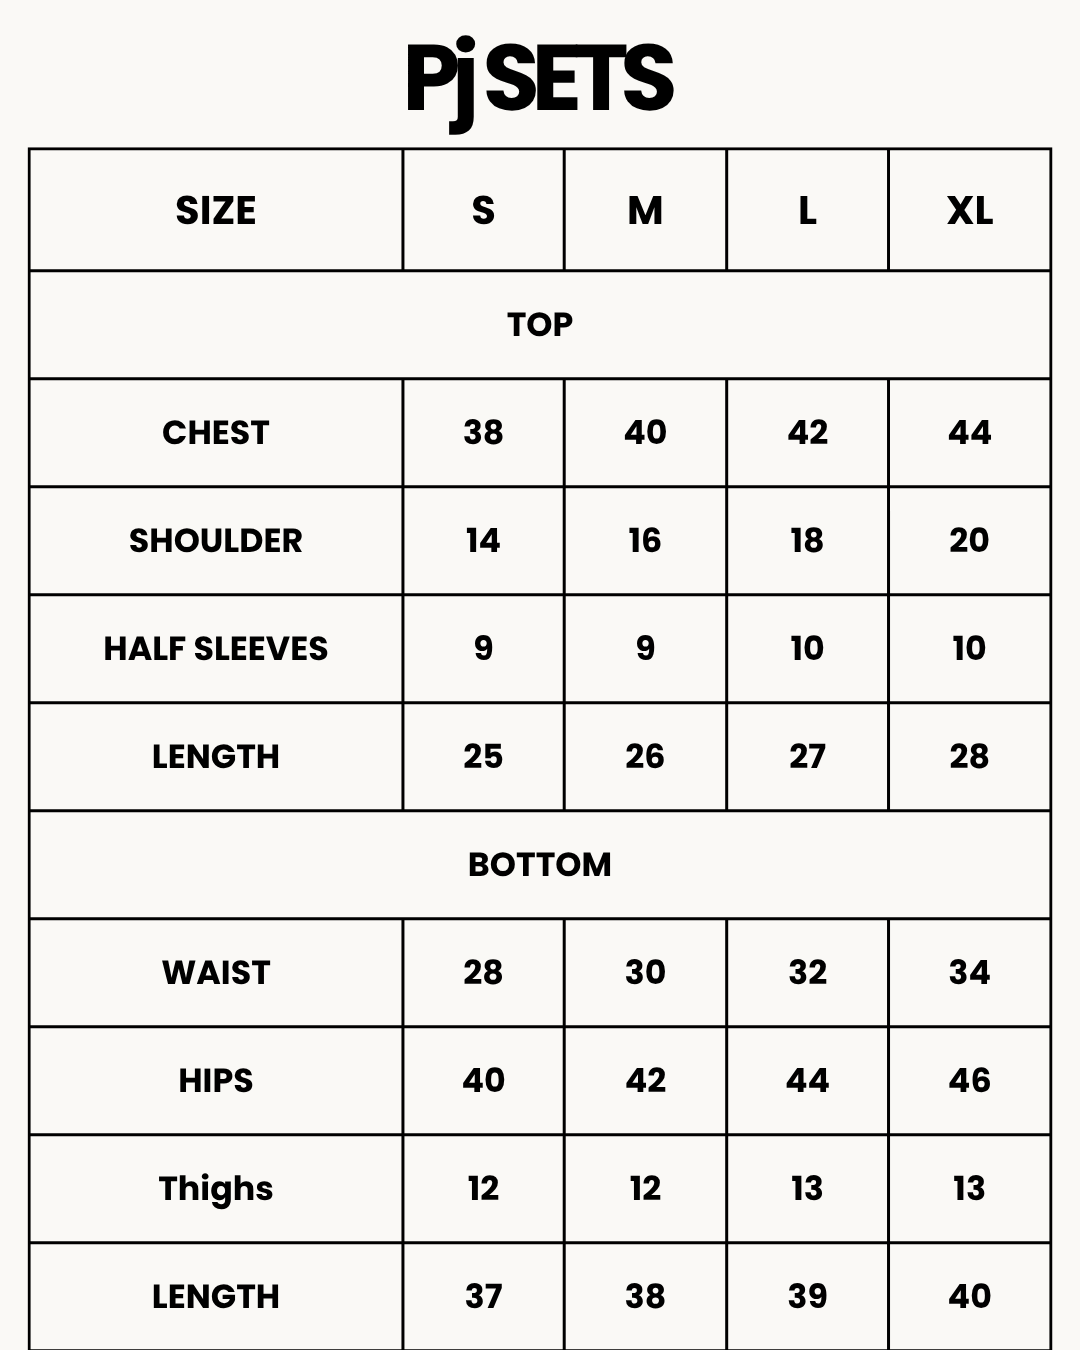 Pj SETS
SIZE S M L XL
TOP
CHEST 38 40 42 44
SHOULDER 14 16 18 20
HALF SLEEVES 9 9 10 10
LENGTH 25 26 27 28
BOTTOM
WAIST 28 30 32 34
HIPS 40 42 44 46
Thighs 12 12 13 13
LENGTH 37 38 39 40